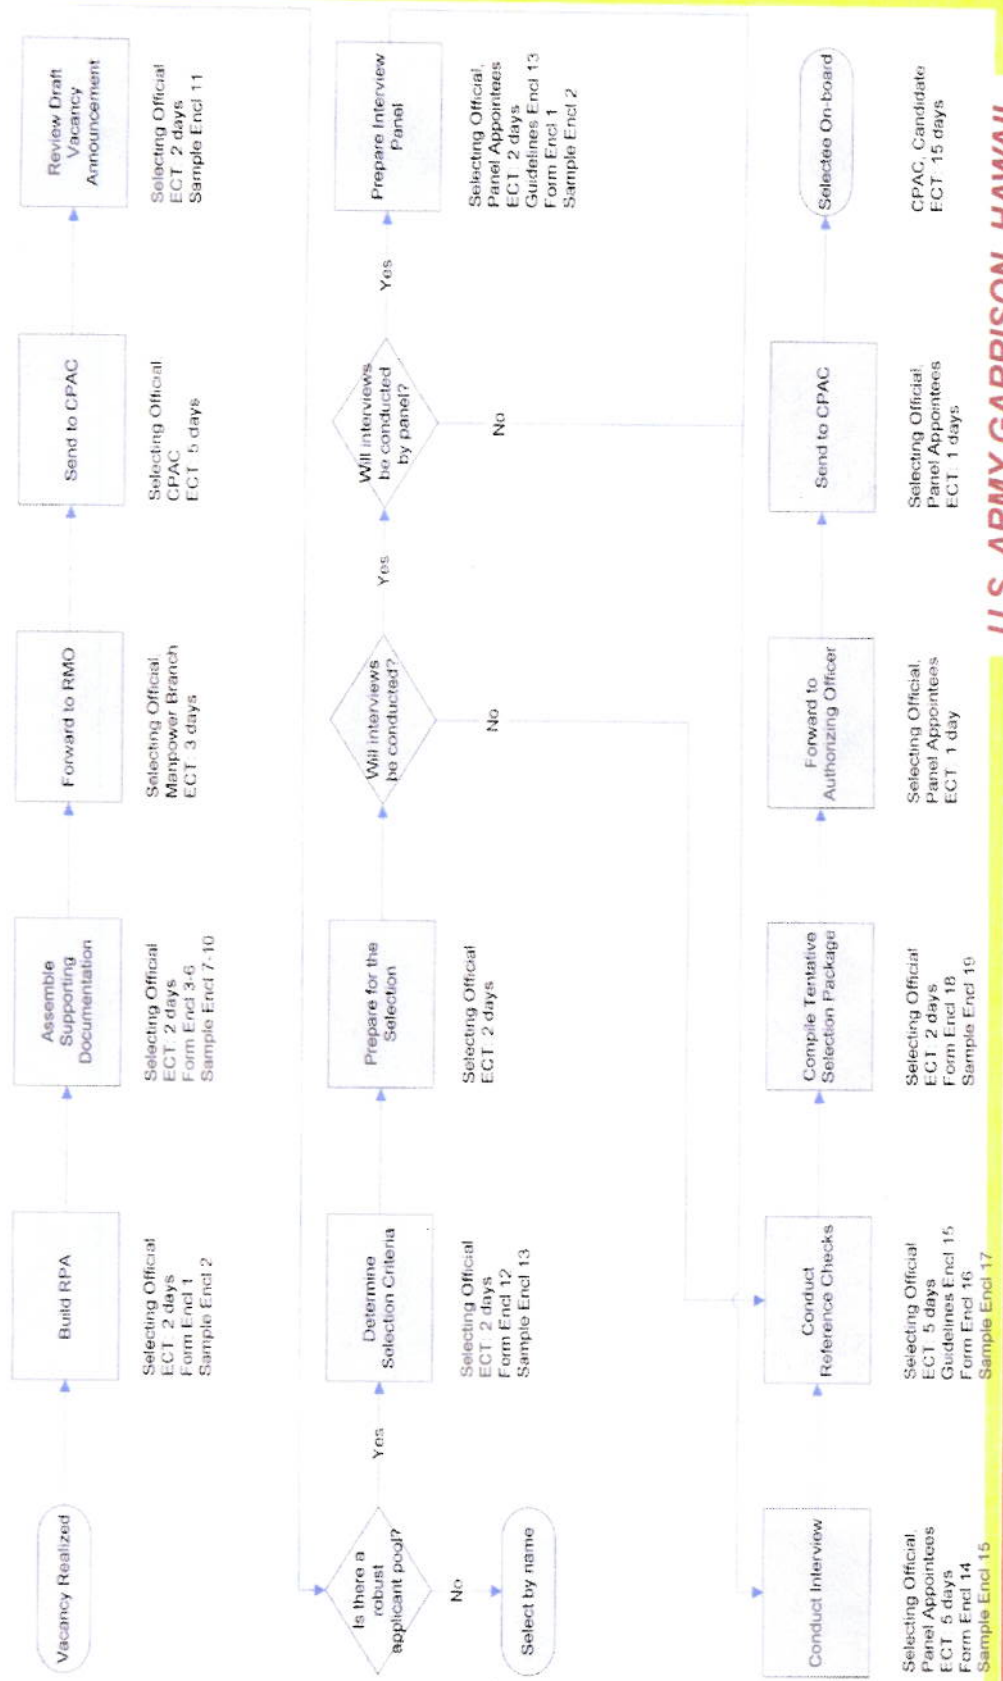 Vacancy Realized
Build RPA
Selecting Official
ECT: 2 days
Form Encl 1
Sample Encl 2
Assemble
Supporting
Documentation
Selecting Official
ECT: 2 days
Form Encl 3-6
Sample Encl 7-10
Forward to RMO
Selecting Official
Manpower Branch
ECT 3 days
Send to CPAC
Selecting Official
CPAC
ECT 5 days
Review Draft
Vacancy
Announcement
Selecting Official
ECT: 2 days
Sample Encl 11
Is there a
robust
applicant pool?
Yes
No
Select by name
Determine
Selection Criteria
Selecting Official
ECT: 2 days
Form Encl 12
Sample Encl 13
Prepare for the
Selection
Selecting Official
ECT: 2 days
Will interviews
be conducted?
Yes
No
Will interviews
be conducted
by panel?
Yes
No
Prepare Interview
Panel
Selecting Official,
Panel Appointees
ECT: 2 days
Guidelines Encl 13
Form Encl 1
Sample Encl 2
Conduct Interview
Selecting Official,
Panel Appointees
ECT 5 days
Form Encl 14
Sample Encl 15
Conduct
Reference Checks
Selecting Official
ECT: 5 days
Guidelines Encl 15
Form Encl 16
Sample Encl 17
Compile Tentative
Selection Package
Selecting Official
ECT: 2 days
Form Encl 18
Sample Encl 19
Forward to
Authorizing Officer
Selecting Official,
Panel Appointees
ECT: 1 day
Send to CPAC
Selecting Official,
Panel Appointees
ECT: 1 days
Selectee On-board
CPAC, Candidate
ECT: 15 days
U.S. ARMY GARRISON, HAWAII